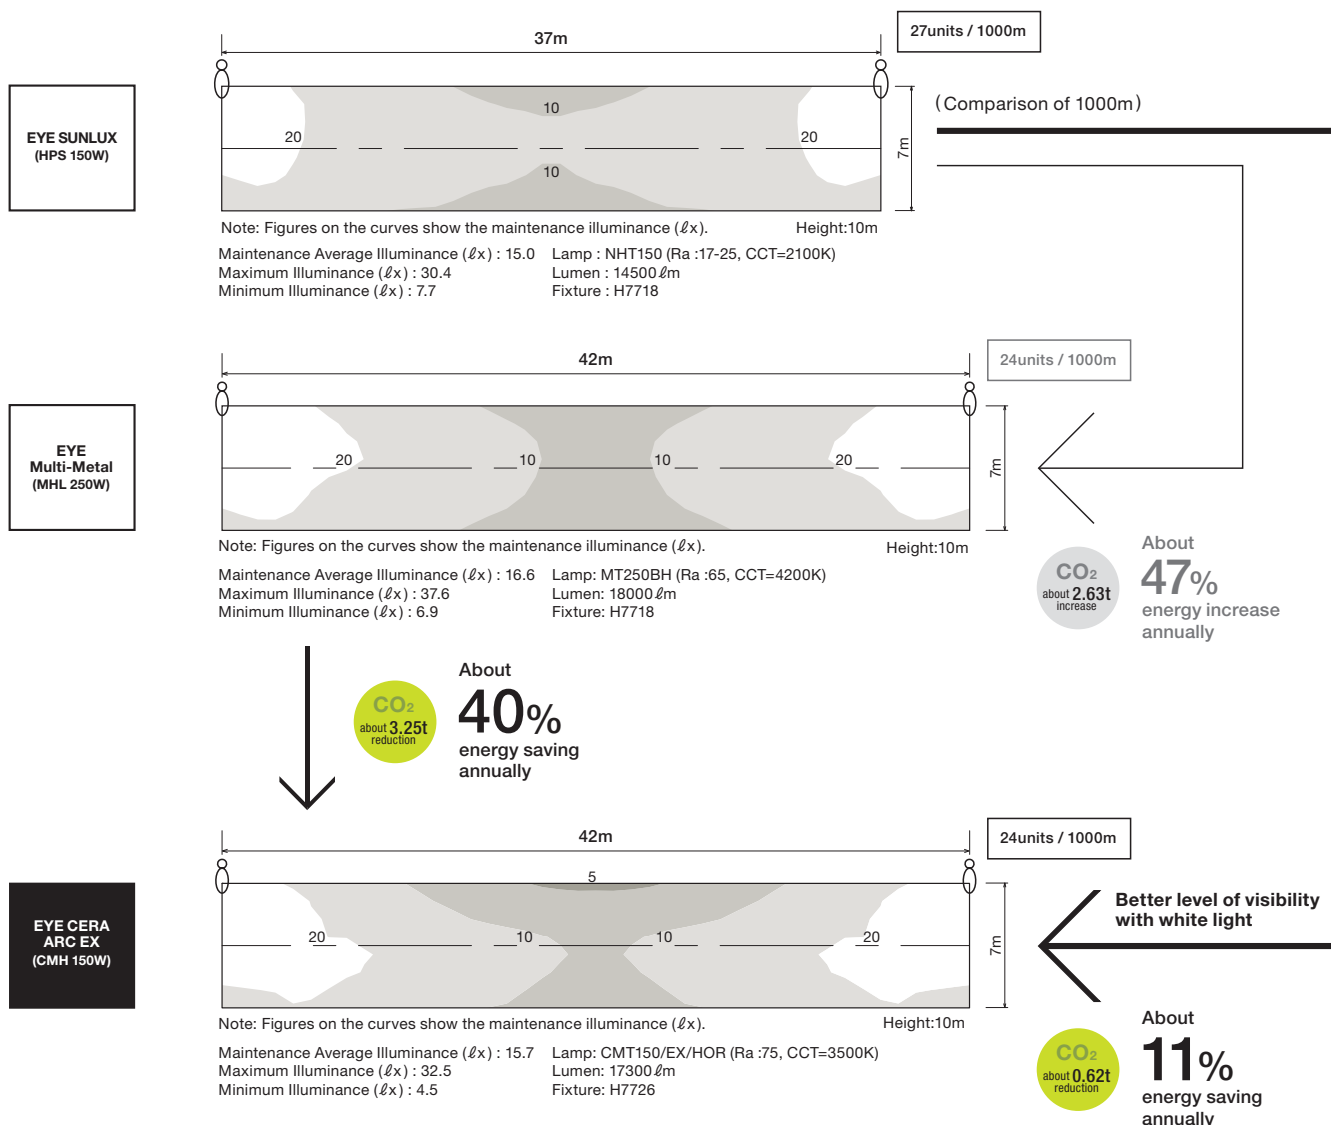 37m
27units / 1000m
EYE SUNLUX
(HPS 150W)
10
20
20
10
7m
(Comparison of 1000m)
Note: Figures on the curves show the maintenance illuminance (ℓx).
Height:10m
Maintenance Average Illuminance (ℓx) : 15.0
Maximum Illuminance (ℓx) : 30.4
Minimum Illuminance (ℓx) : 7.7
Lamp : NHT150 (Ra :17-25, CCT=2100K)
Lumen : 14500ℓm
Fixture : H7718
42m
24units / 1000m
EYE
Multi-Metal
(MHL 250W)
20
10
10
20
7m
Note: Figures on the curves show the maintenance illuminance (ℓx).
Height:10m
Maintenance Average Illuminance (ℓx) : 16.6
Maximum Illuminance (ℓx) : 37.6
Minimum Illuminance (ℓx) : 6.9
Lamp: MT250BH (Ra :65, CCT=4200K)
Lumen: 18000ℓm
Fixture: H7718
CO2
about 2.63t
increase
About
47%
energy increase
annually
CO2
about 3.25t
reduction
About
40%
energy saving
annually
42m
24units / 1000m
EYE CERA
ARC EX
(CMH 150W)
5
20
10
10
20
7m
Better level of visibility
with white light
Note: Figures on the curves show the maintenance illuminance (ℓx).
Height:10m
Maintenance Average Illuminance (ℓx) : 15.7
Maximum Illuminance (ℓx) : 32.5
Minimum Illuminance (ℓx) : 4.5
Lamp: CMT150/EX/HOR (Ra :75, CCT=3500K)
Lumen: 17300ℓm
Fixture: H7726
CO2
about 0.62t
reduction
About
11%
energy saving
annually